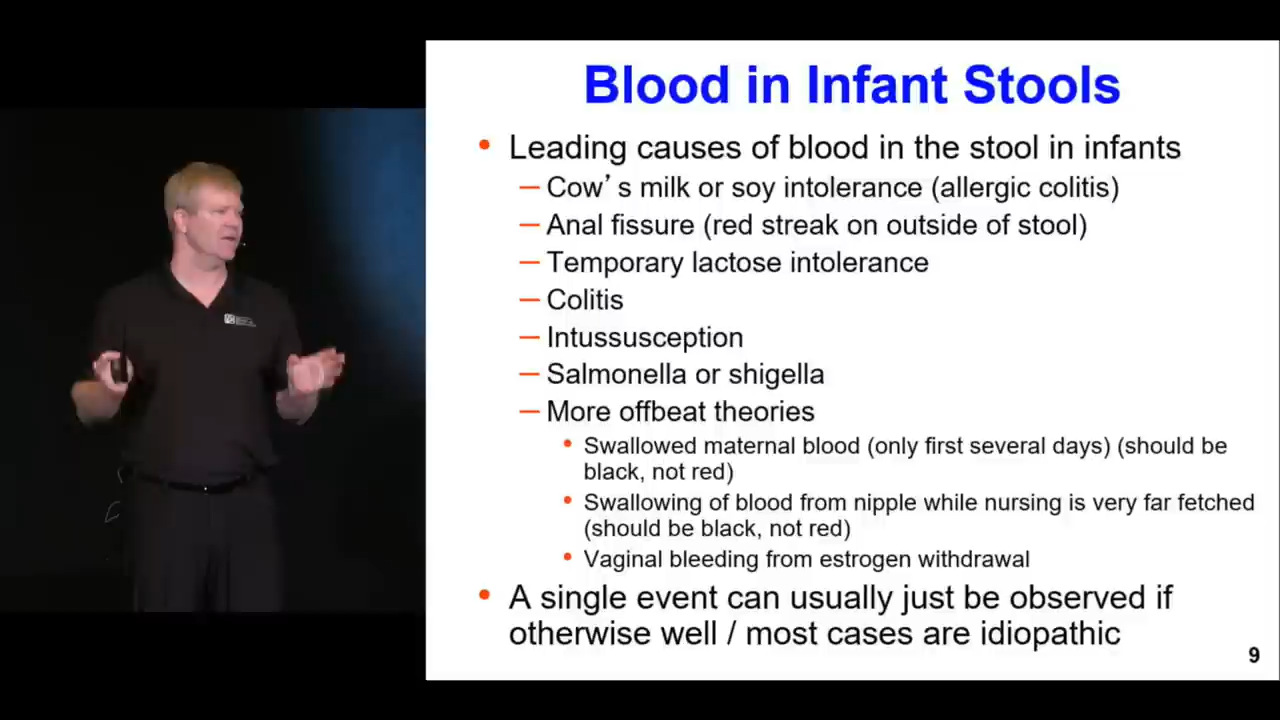 Blood in Infant Stools
• Leading causes of blood in the stool in infants
– Cow’s milk or soy intolerance (allergic colitis)
– Anal fissure (red streak on outside of stool)
– Temporary lactose intolerance
– Colitis
– Intussusception
– Salmonella or shigella
– More offbeat theories
• Swallowed maternal blood (only first several days) (should be
black, not red)
• Swallowing of blood from nipple while nursing is very far fetched
(should be black, not red)
• Vaginal bleeding from estrogen withdrawal
• A single event can usually just be observed if
otherwise well / most cases are idiopathic
9